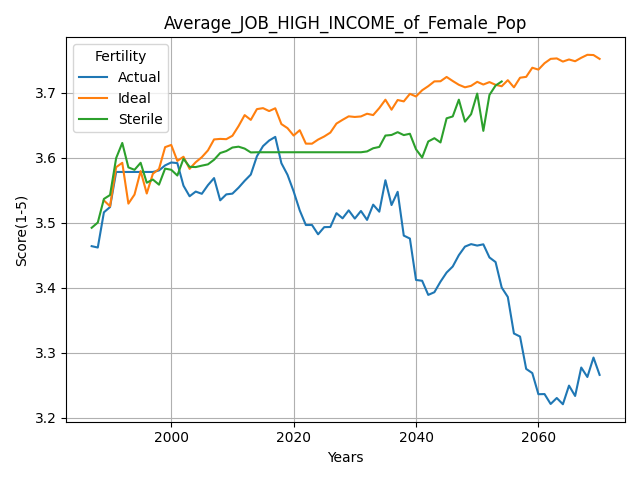 Average_JOB_HIGH_INCOME_of_Female_Pop
Fertility
Actual
Ideal
Sterile
Score(1-5)
3.7
3.6
3.5
3.4
3.3
3.2
2000
2020
2040
2060
Years